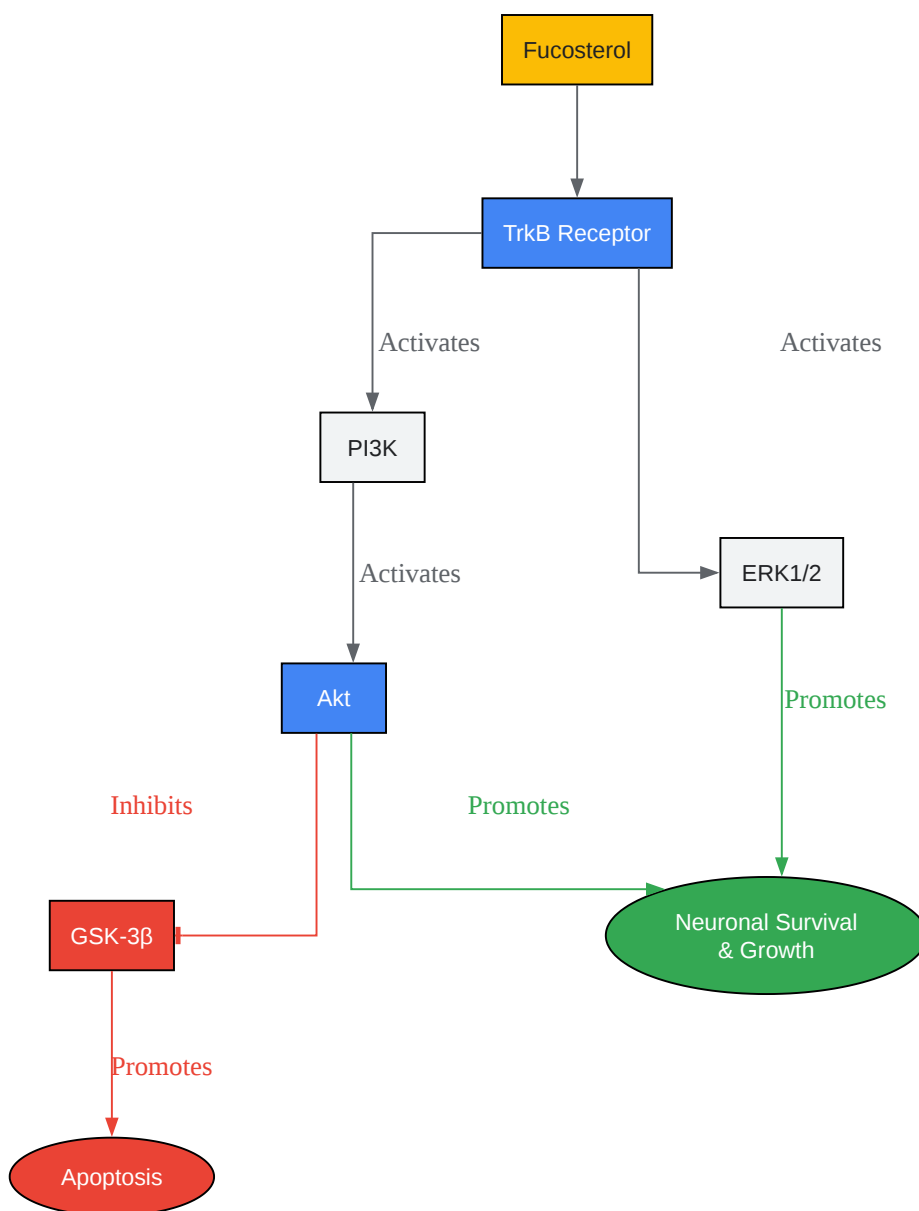 Fucosterol
TrkB Receptor
Activates
Activates
PI3K
Activates
ERK1/2
Akt
Promotes
Inhibits
Promotes
GSK-3β
Neuronal Survival
& Growth
Promotes
Apoptosis